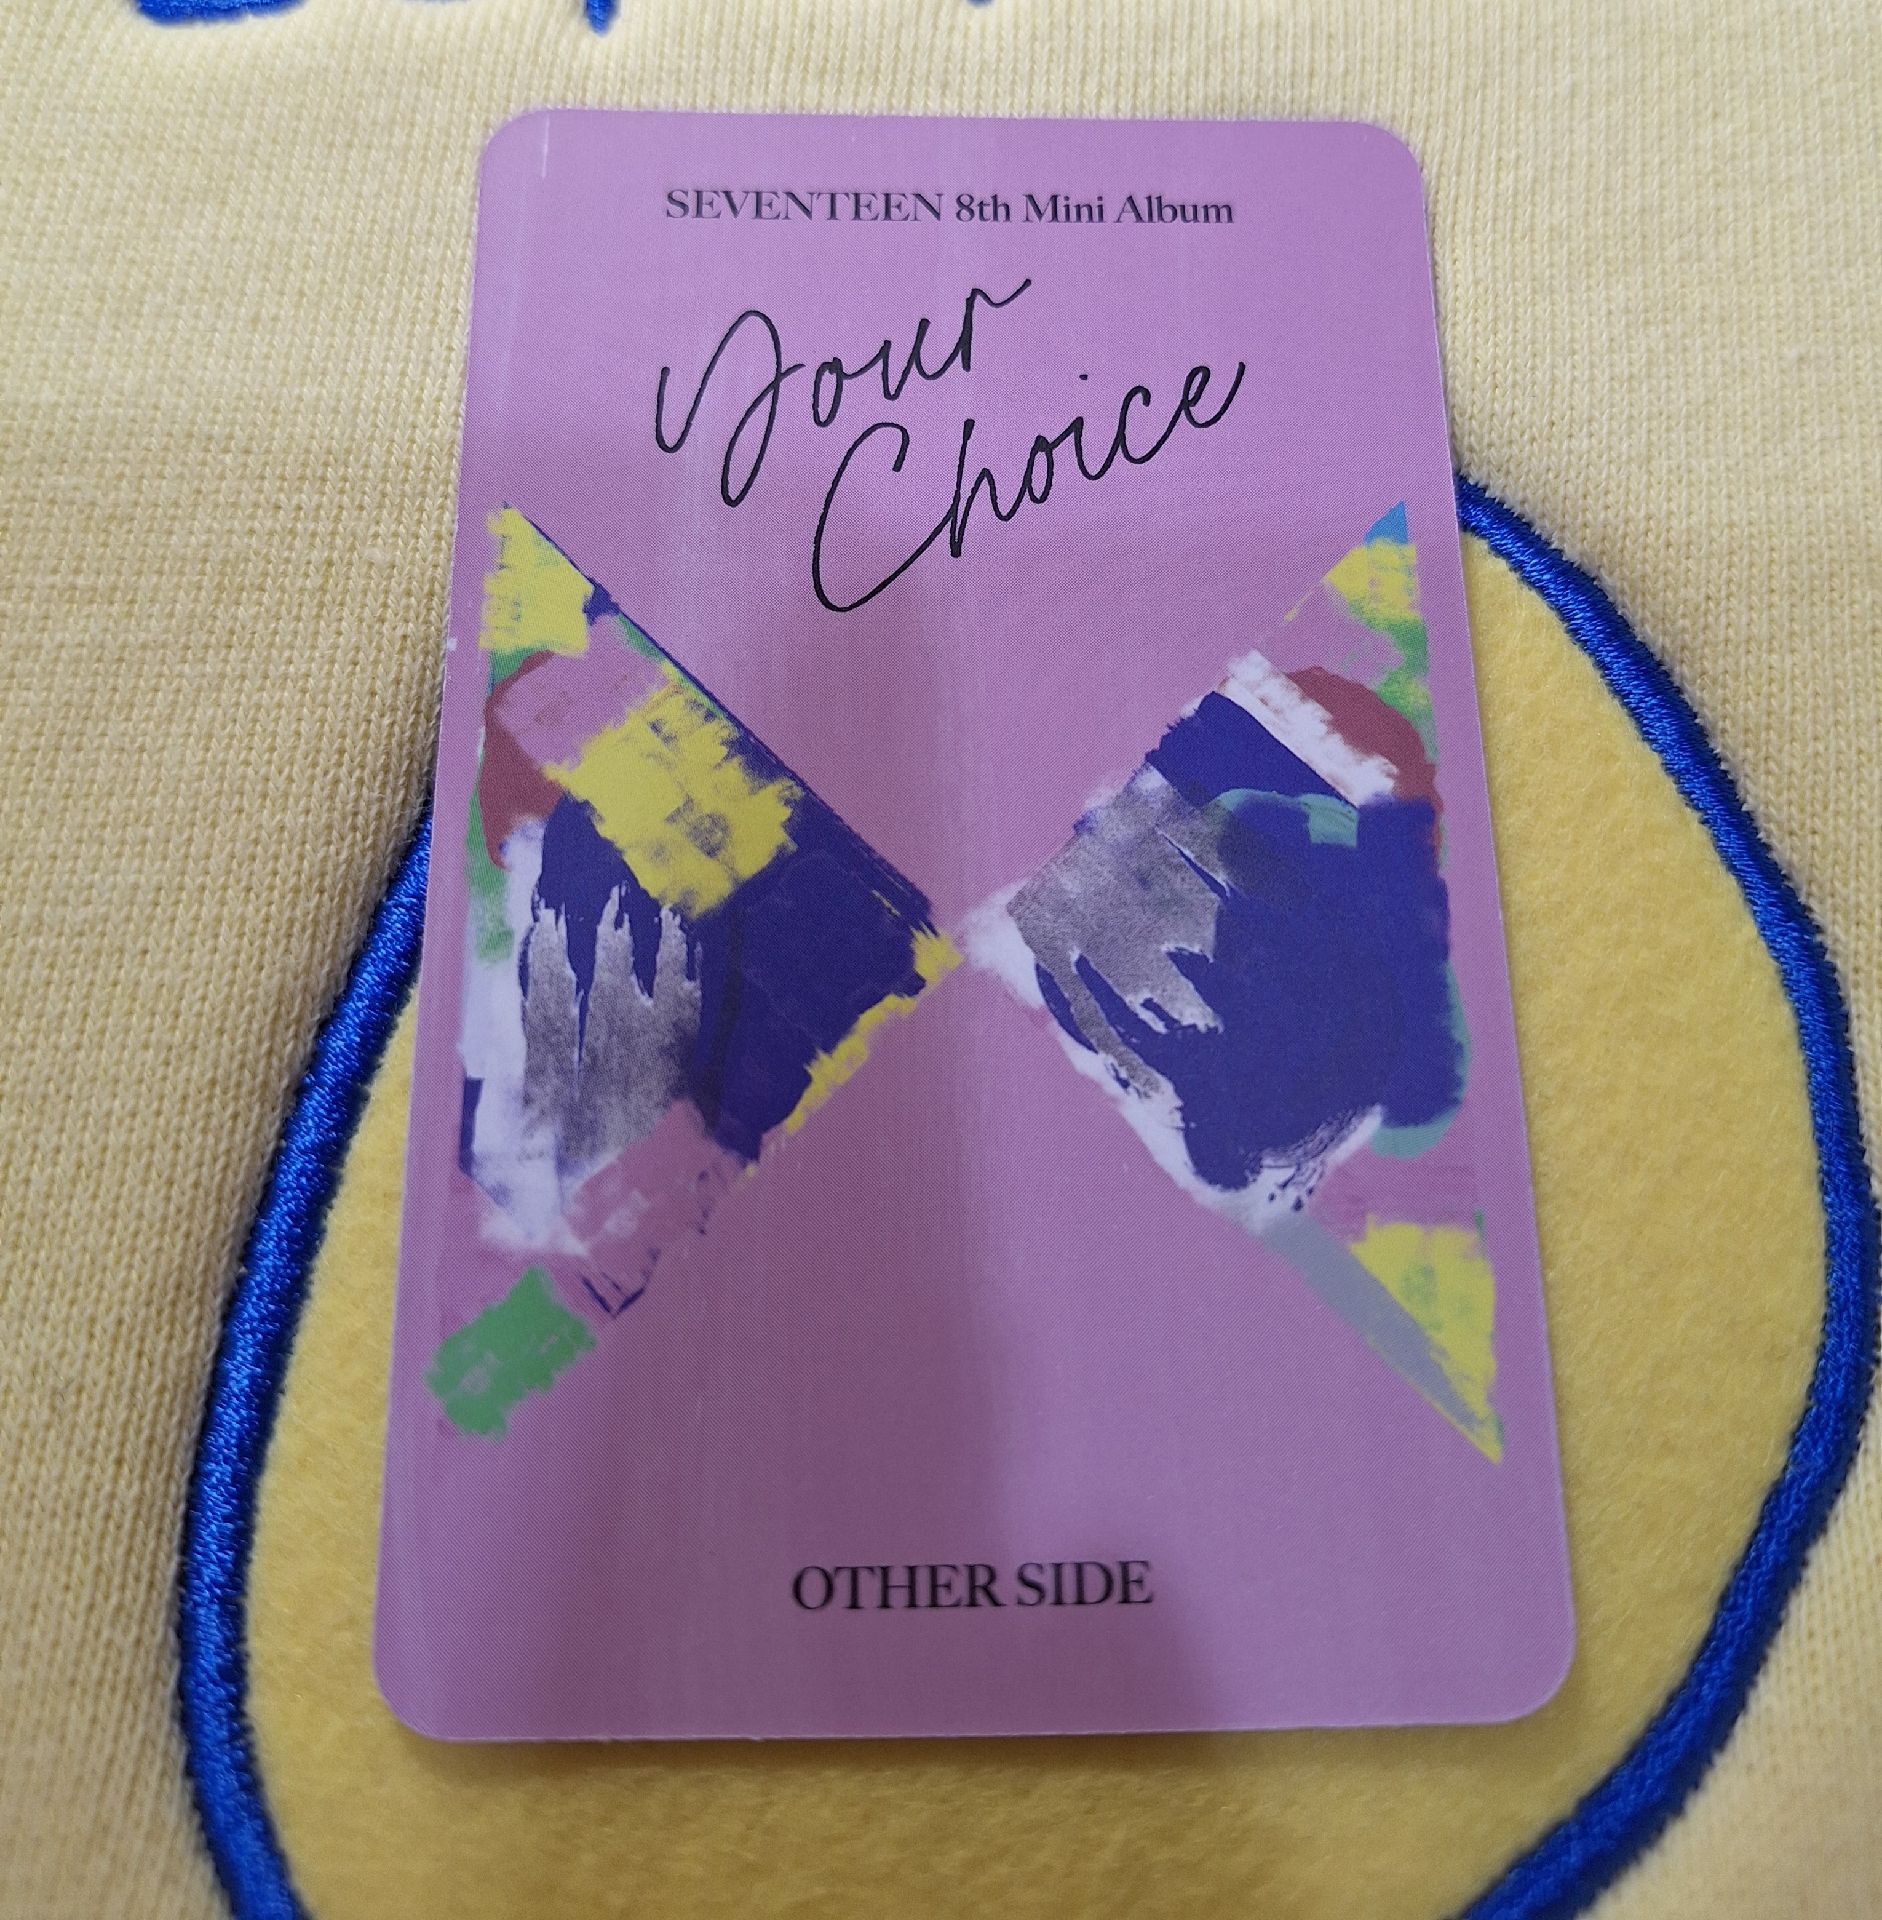 SEVENTEEN 8th Mini Album
Your
Choice
OTHER SIDE